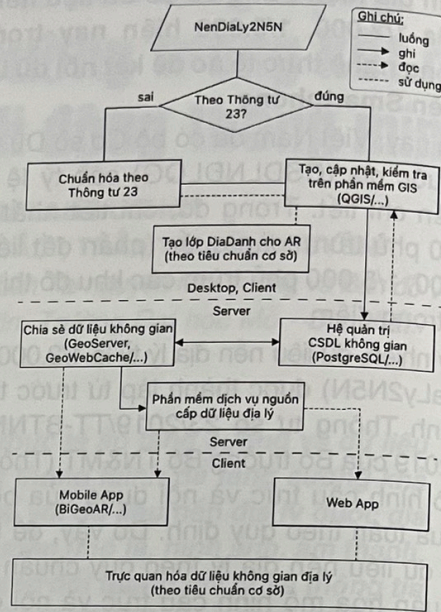 NenDiaLy2N5N
Ghi chú:
luồng
ghi
đọc
sử dụng
sai
Theo Thông tư
23?
đúng
Chuẩn hóa theo
Thông tư 23
Tạo, cập nhật, kiểm tra
trên phần mềm GIS
(QGIS/...)
Tạo lớp DiaDanh cho AR
(theo tiêu chuẩn cơ sở)
Desktop, Client
Server
Chia sẻ dữ liệu không gian
(GeoServer,
GeoWebCache/...)
Hệ quản trị
CSDL không gian
(PostgreSQL/...)
Phần mềm dịch vụ nguồn
cấp dữ liệu địa lý
Server
Client
Mobile App
(BiGeoAR/...)
Web App
Trực quan hóa dữ liệu không gian địa lý
(theo tiêu chuẩn cơ sở)